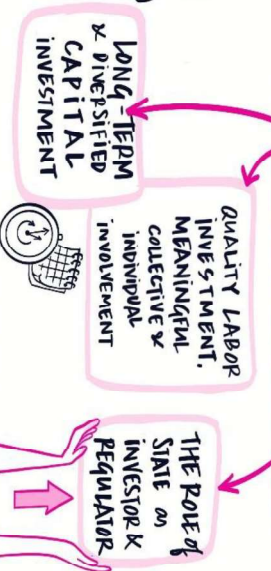 LONG-TERM
& DIVERSIFIED
CAPITAL
INVESTMENT
QUALITY LABOR
INVESTMENT,
MEANINGFUL
COLLECTIVE &
INDIVIDUAL
INVOLVEMENT
THE ROLE of
STATE as
INVESTOR &
REGULATOR